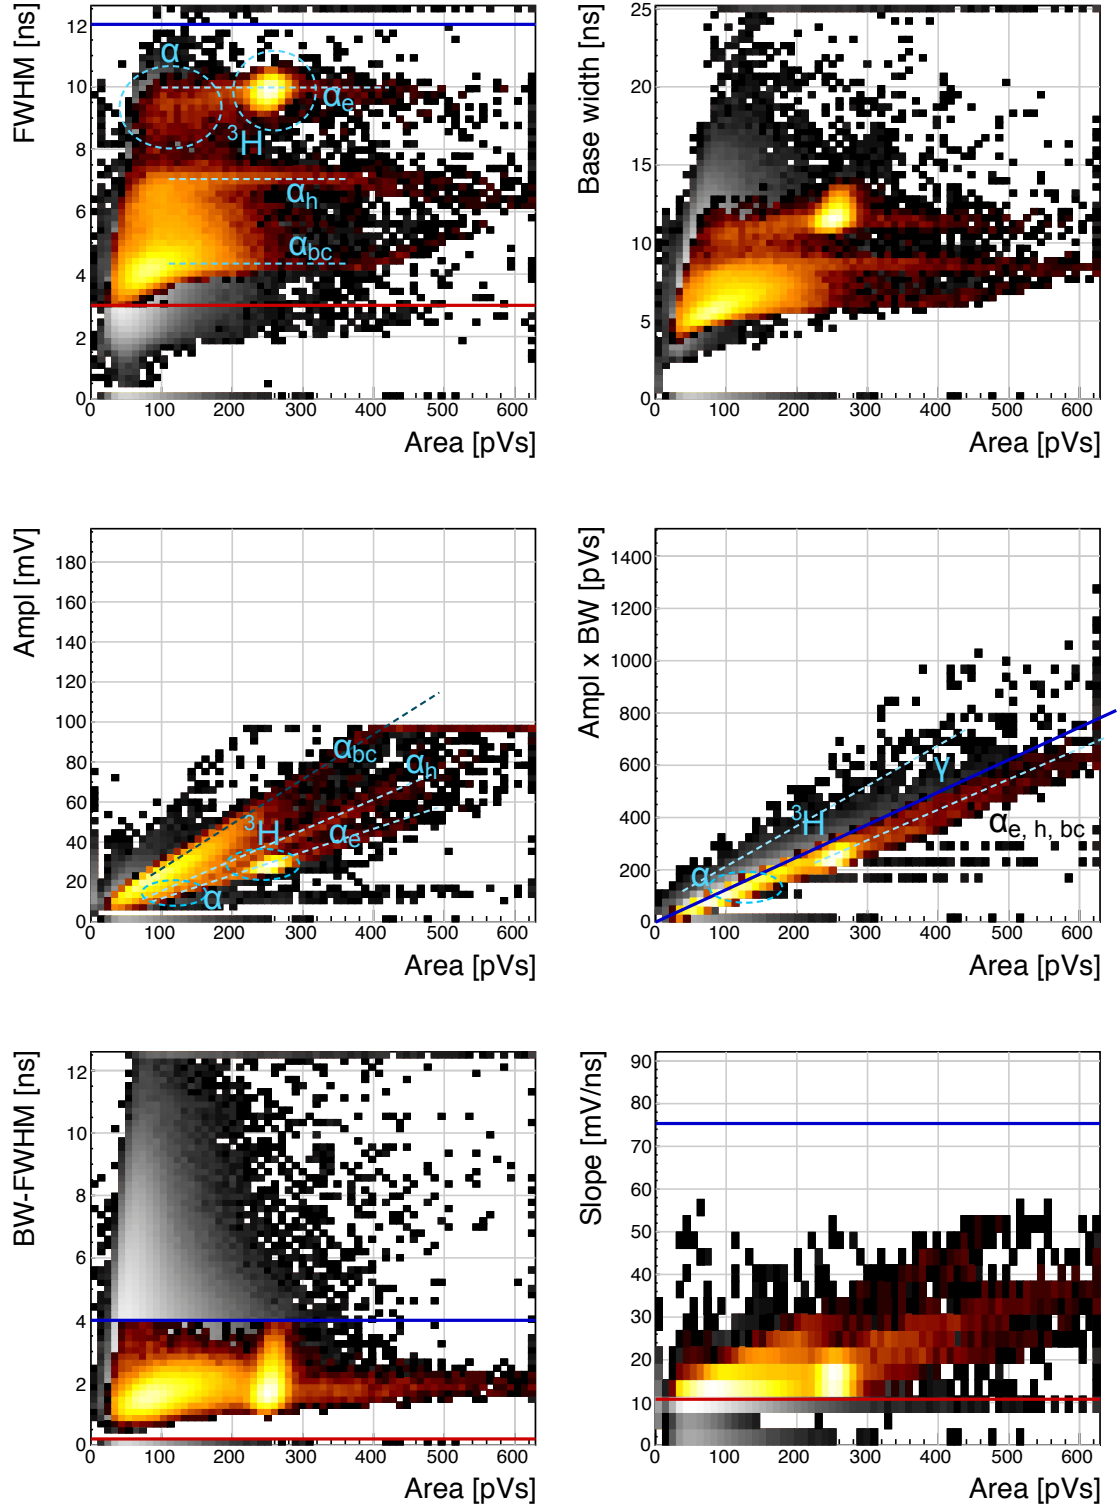 FWHM [ns]
12
10
8
6
4
2
0
α
³H
αe
αh
αbc
0 100 200 300 400 500 600
Area [pVs]
Base width [ns]
25
20
15
10
5
0
0 100 200 300 400 500 600
Area [pVs]
Ampl [mV]
180
160
140
120
100
80
60
40
20
0
αbc
αh
³H
αe
α
0 100 200 300 400 500 600
Area [pVs]
Ampl x BW [pVs]
1400
1200
1000
800
600
400
200
0
γ
³H
αe, h, bc
α
0 100 200 300 400 500 600
Area [pVs]
BW-FWHM [ns]
12
10
8
6
4
2
0
0 100 200 300 400 500 600
Area [pVs]
Slope [mV/ns]
90
80
70
60
50
40
30
20
10
0
0 100 200 300 400 500 600
Area [pVs]